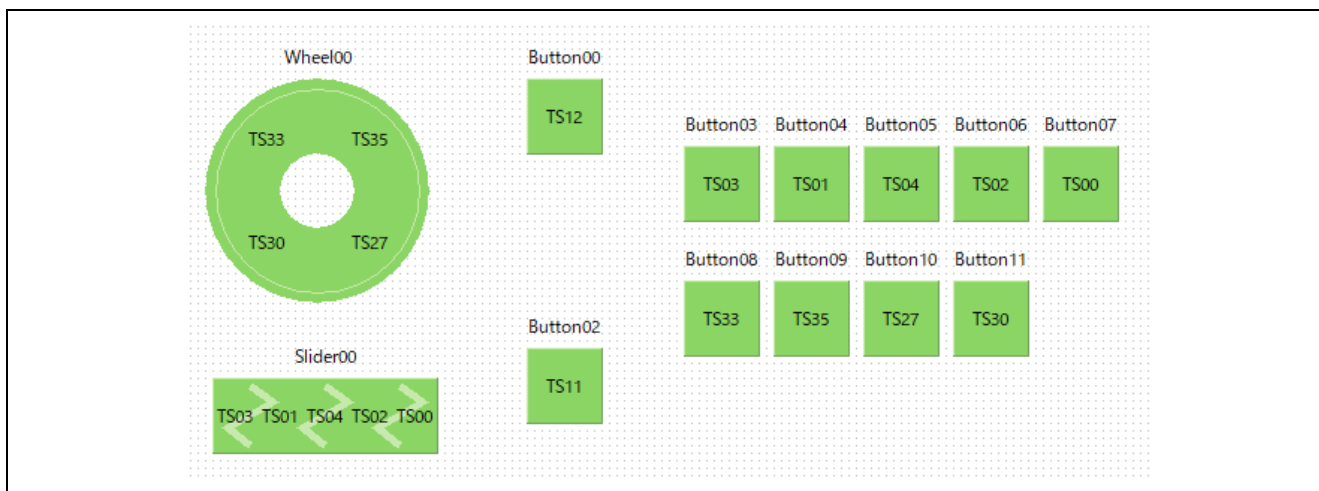 Wheel00
Button00
TS33 TS35
TS12
TS30 TS27
Button03 Button04 Button05 Button06 Button07
TS03 TS01 TS04 TS02 TS00
Button08 Button09 Button10 Button11
TS33 TS35 TS27 TS30
Button02
TS11
Slider00
TS03 TS01 TS04 TS02 TS00